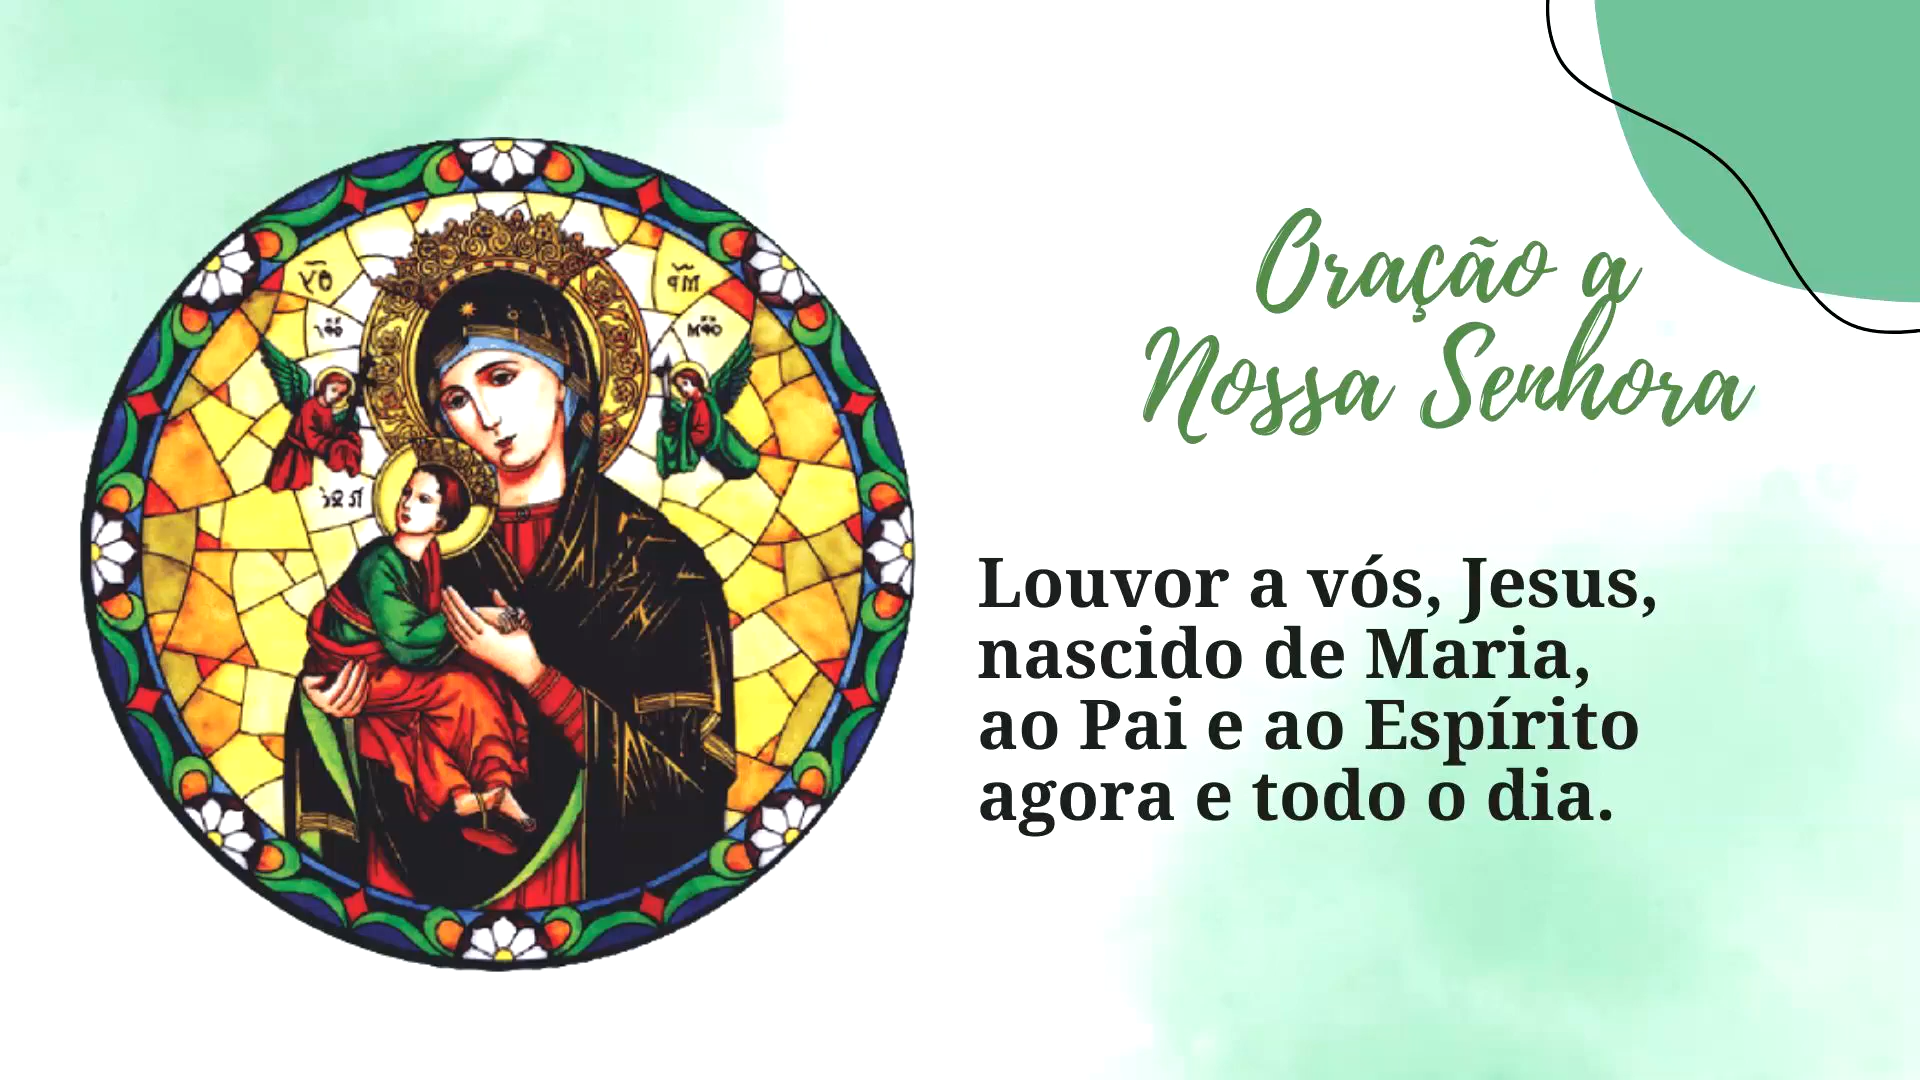 Oração a
Nossa Senhora
Louvor a vós, Jesus,
nascido de Maria,
ao Pai e ao Espírito
agora e todo o dia.